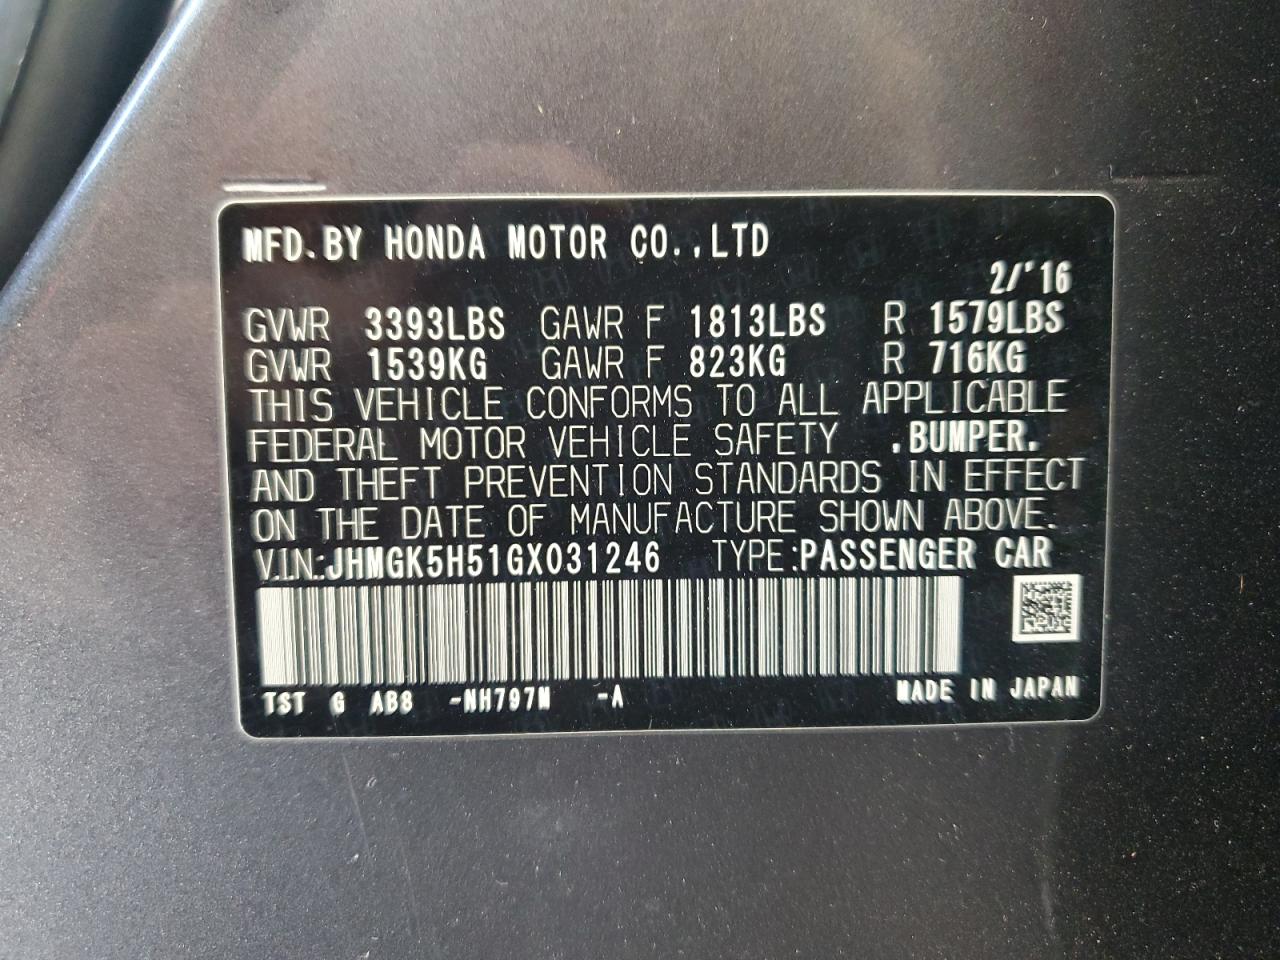 MFD.BY HONDA MOTOR CO.,LTD
2/'16
GVWR 3393LBS GAWR F 1813LBS R 1579LBS
GVWR 1539KG GAWR F 823KG R 716KG
THIS VEHICLE CONFORMS TO ALL APPLICABLE
FEDERAL MOTOR VEHICLE SAFETY .BUMPER.
AND THEFT PREVENTION STANDARDS IN EFFECT
ON THE DATE OF MANUFACTURE SHOWN ABOVE.
V.I.N.:JHMGK5H51GX031246 TYPE:PASSENGER CAR
TST G AB8 -NH797M -A MADE IN JAPAN